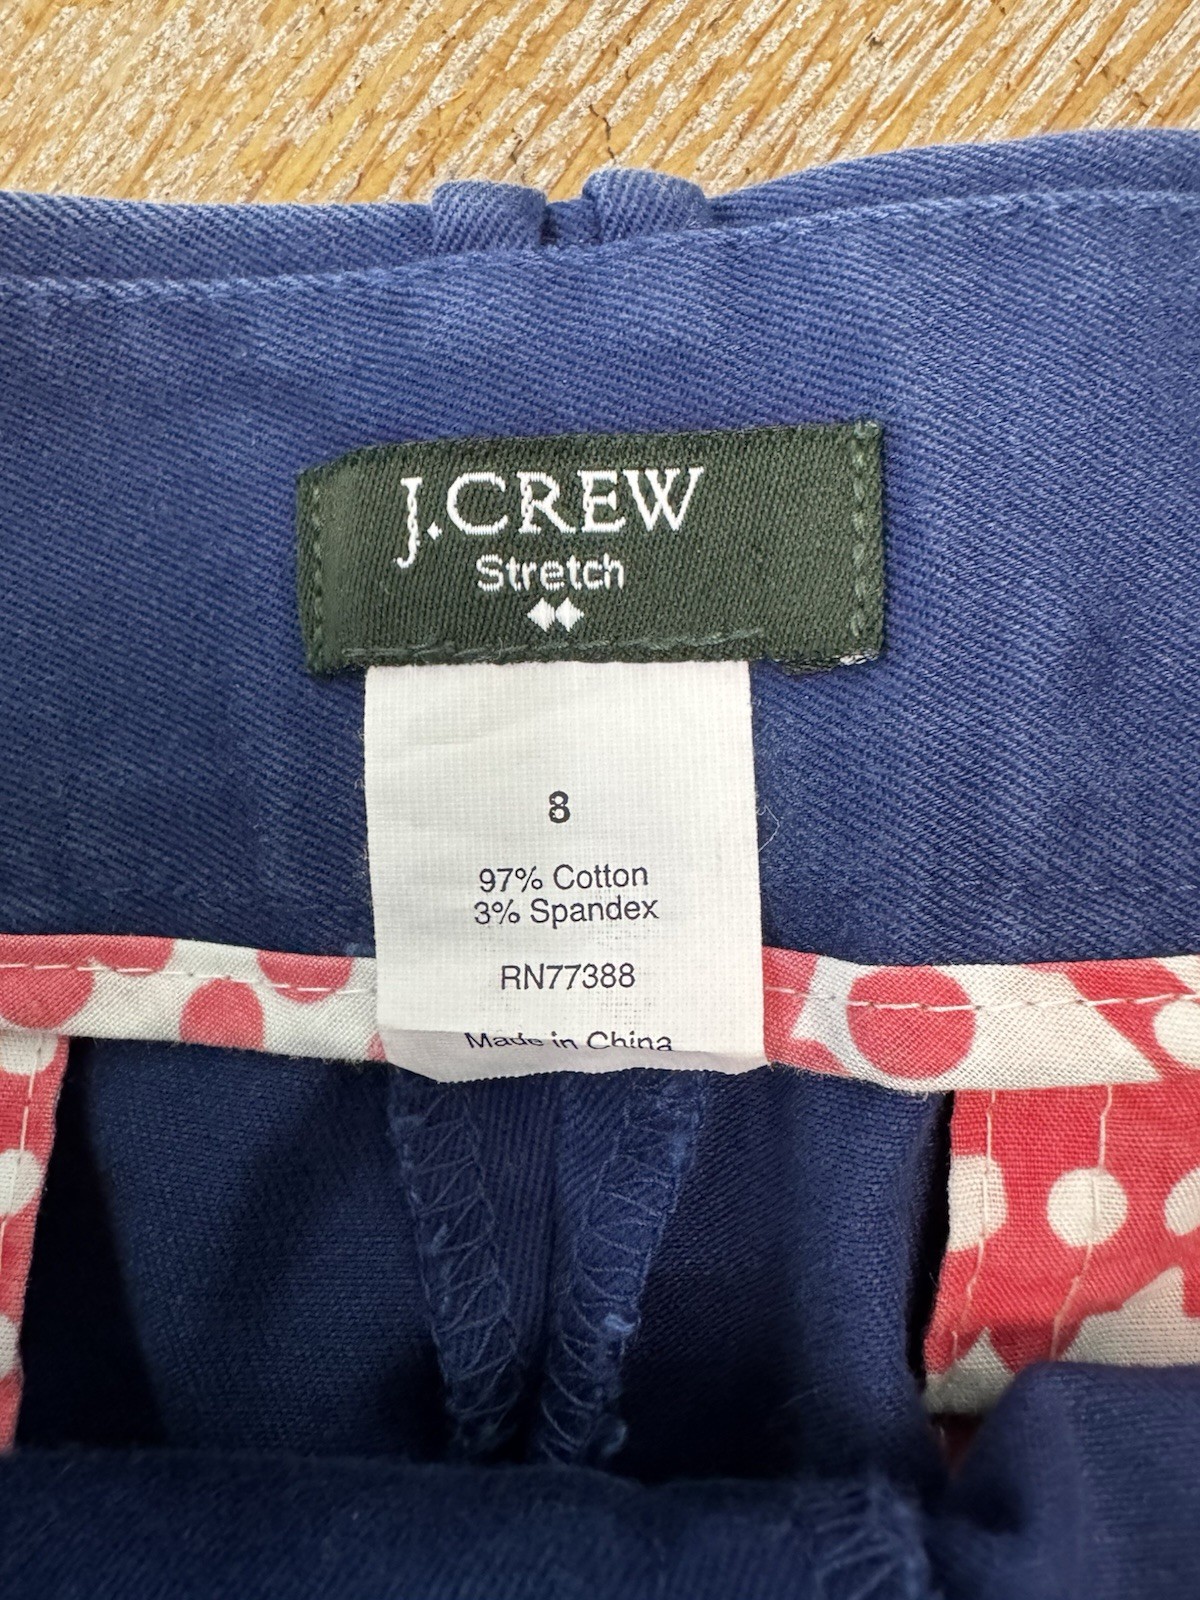 J.CREW
Stretch
8
97% Cotton
3% Spandex
RN77388
Made in China